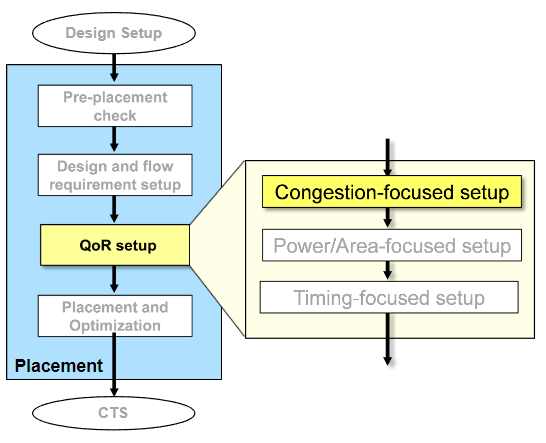 Design Setup
Pre-placement
check
Design and flow
requirement setup
QoR setup
Placement and
Optimization
Placement
CTS
Congestion-focused setup
Power/Area-focused setup
Timing-focused setup